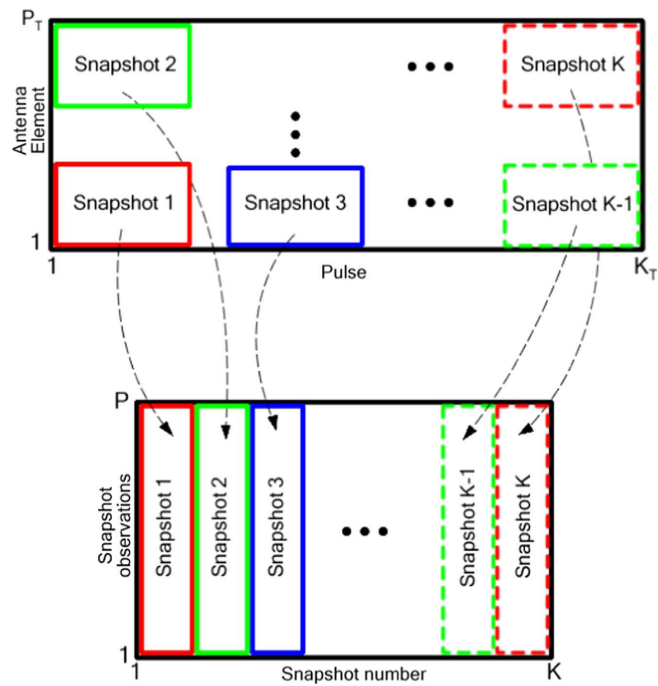 P_T
Snapshot 2
Snapshot K
Antenna
Element
Snapshot 1
Snapshot 3
Snapshot K-1
1
1
Pulse
K_T
P
Snapshot
observations
Snapshot 1
Snapshot 2
Snapshot 3
Snapshot K-1
Snapshot K
1
1
Snapshot number
K